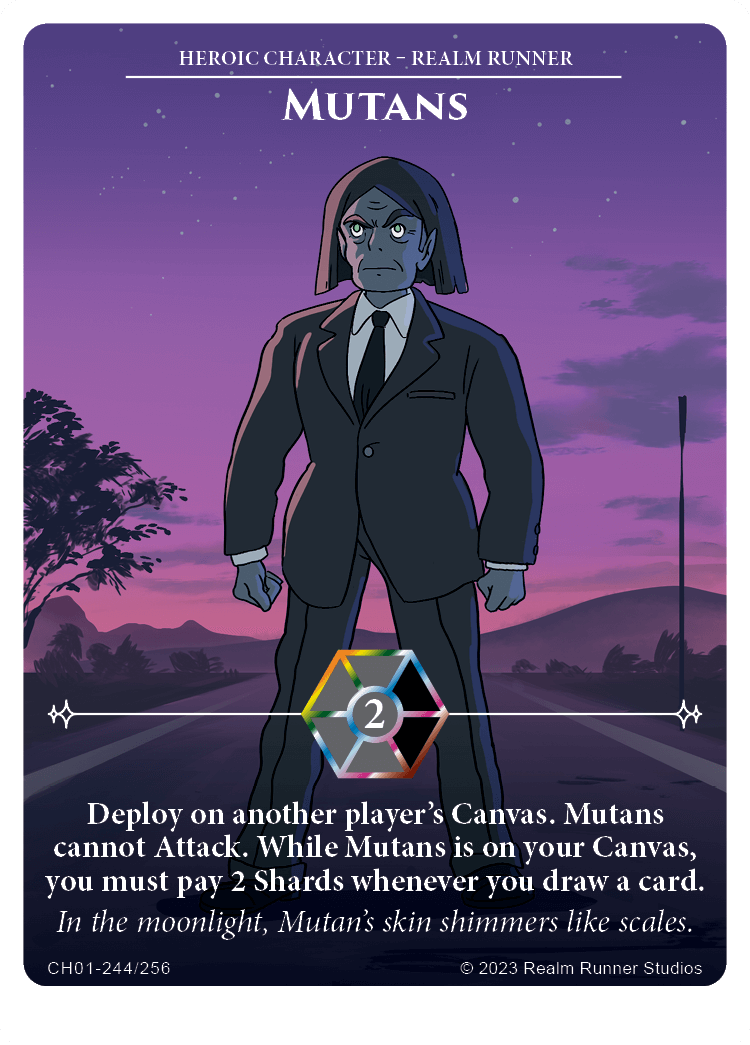 HEROIC CHARACTER – REALM RUNNER
MUTANS
2
Deploy on another player’s Canvas. Mutans
cannot Attack. While Mutans is on your Canvas,
you must pay 2 Shards whenever you draw a card.
In the moonlight, Mutan’s skin shimmers like scales.
CH01-244/256
© 2023 Realm Runner Studios